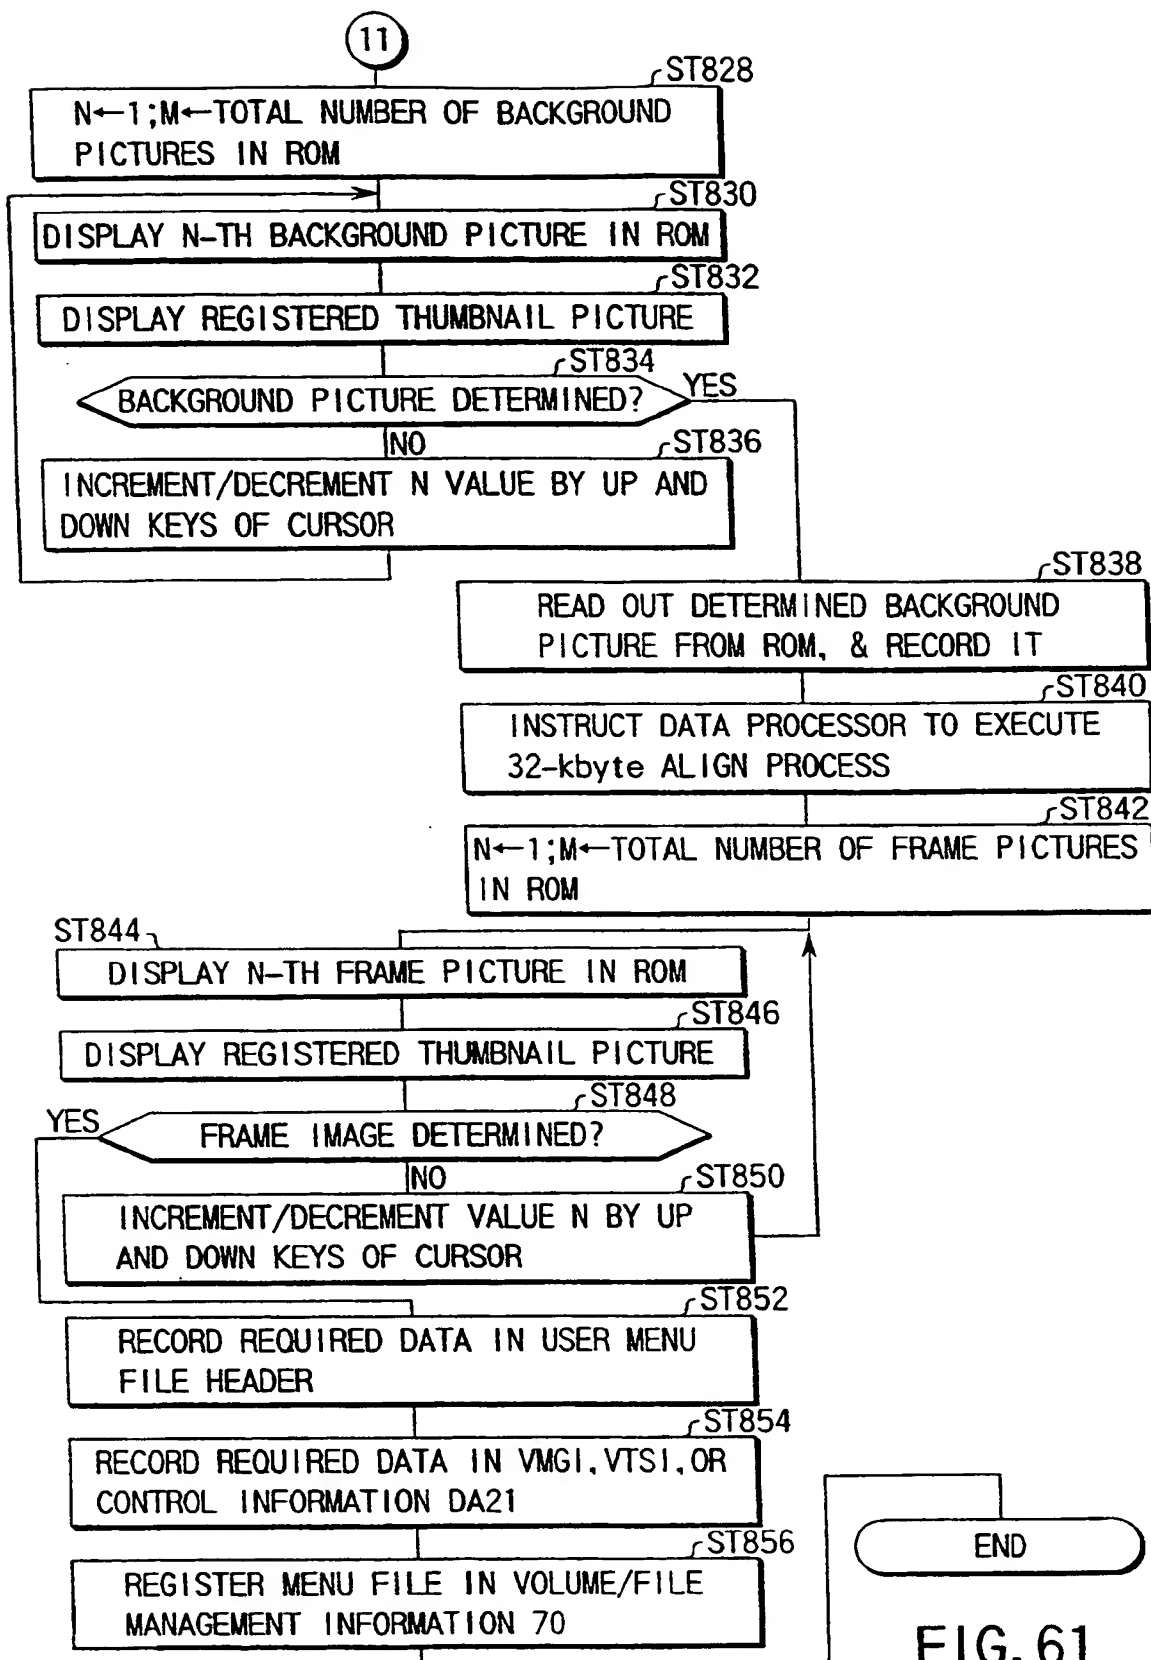 11
ST828
N←1;M←TOTAL NUMBER OF BACKGROUND
PICTURES IN ROM
ST830
DISPLAY N-TH BACKGROUND PICTURE IN ROM
ST832
DISPLAY REGISTERED THUMBNAIL PICTURE
ST834
BACKGROUND PICTURE DETERMINED?
YES
NO
ST836
INCREMENT/DECREMENT N VALUE BY UP AND
DOWN KEYS OF CURSOR
ST838
READ OUT DETERMINED BACKGROUND
PICTURE FROM ROM, & RECORD IT
ST840
INSTRUCT DATA PROCESSOR TO EXECUTE
32-kbyte ALIGN PROCESS
ST842
N←1;M←TOTAL NUMBER OF FRAME PICTURES
IN ROM
ST844
DISPLAY N-TH FRAME PICTURE IN ROM
ST846
DISPLAY REGISTERED THUMBNAIL PICTURE
ST848
YES
FRAME IMAGE DETERMINED?
NO
ST850
INCREMENT/DECREMENT VALUE N BY UP
AND DOWN KEYS OF CURSOR
ST852
RECORD REQUIRED DATA IN USER MENU
FILE HEADER
ST854
RECORD REQUIRED DATA IN VMGI,VTSI,OR
CONTROL INFORMATION DA21
ST856
REGISTER MENU FILE IN VOLUME/FILE
MANAGEMENT INFORMATION 70
END
FIG. 61